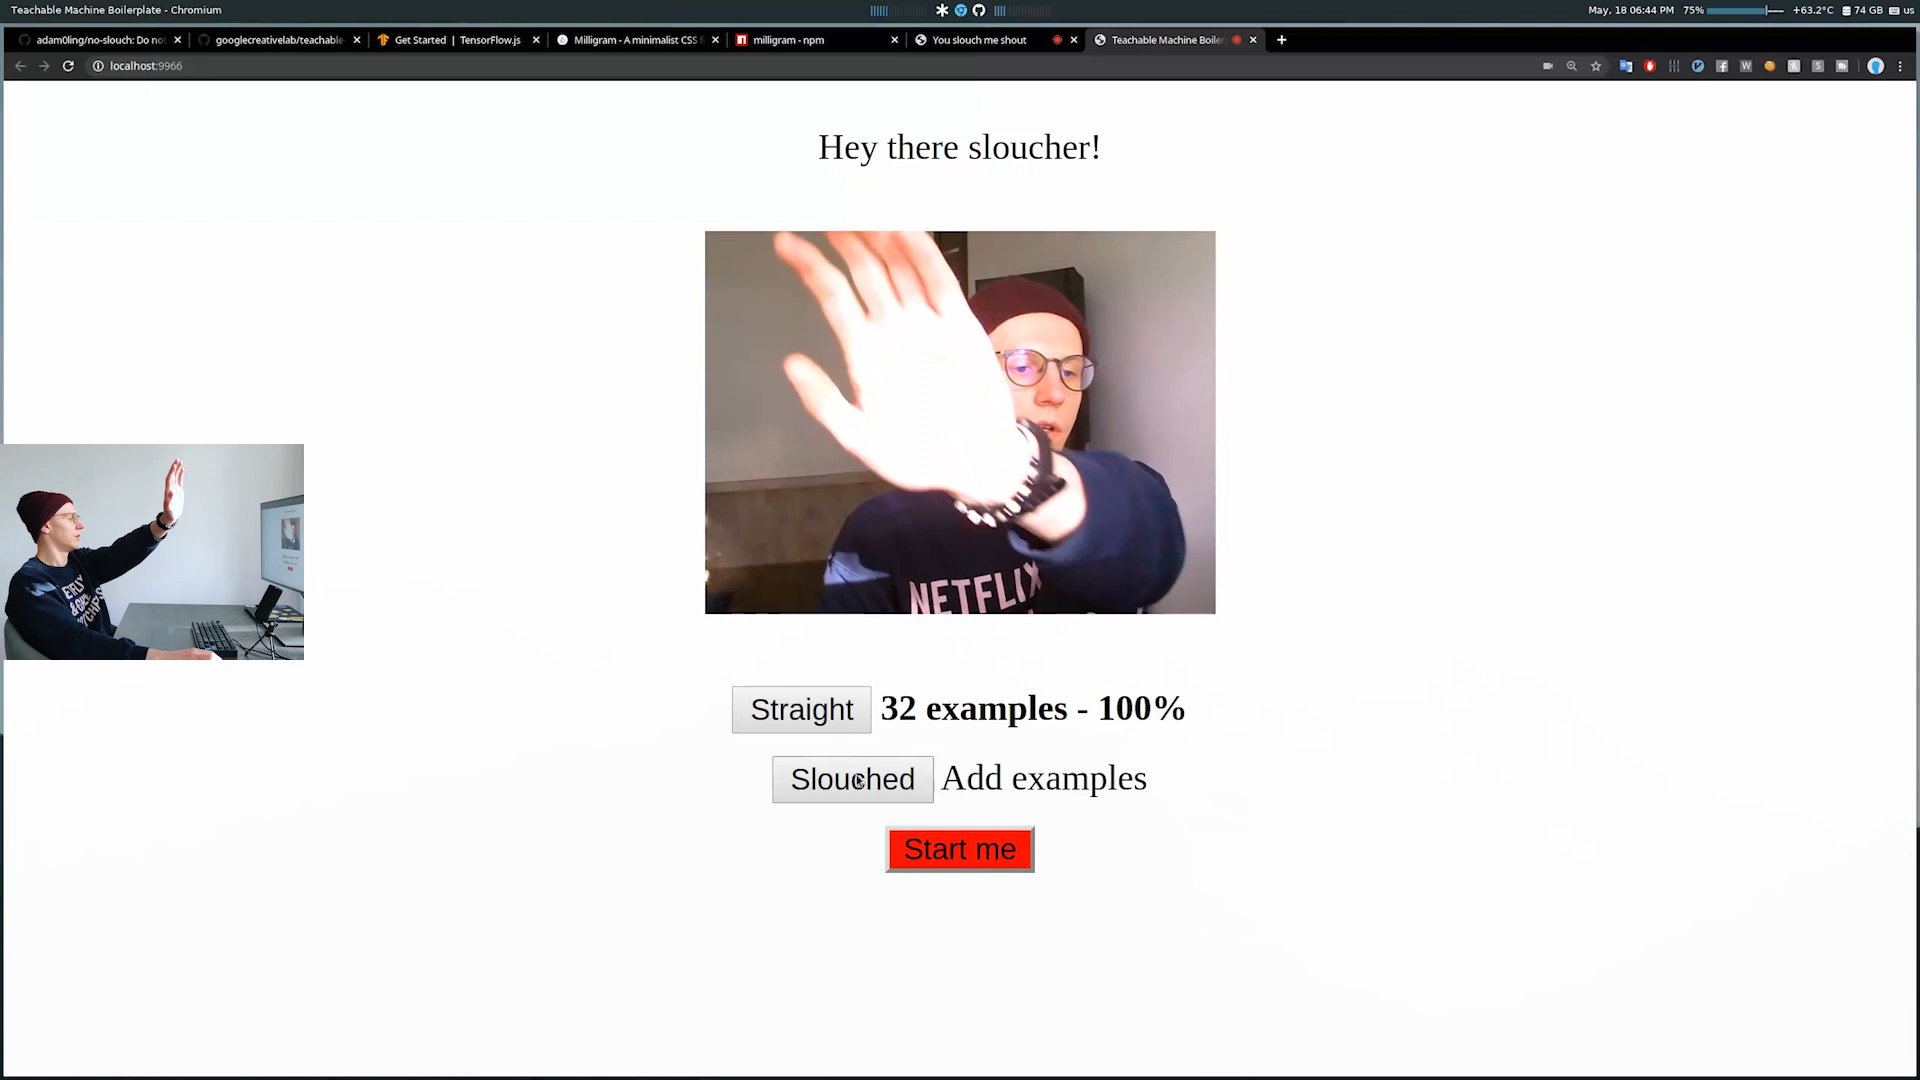 Teachable Machine Boilerplate - Chromium
May, 18 06:44 PM 75% +63.2°C 74 GB us
adam0ling/no-slouch: Do not
googlecreativelab/teachable-
Get Started | TensorFlow.js
Milligram - A minimalist CSS f
milligram - npm
You slouch me shout
Teachable Machine Boiler
localhost:9966
Hey there sloucher!
NETFLIX
Straight 32 examples - 100%
Slouched Add examples
Start me